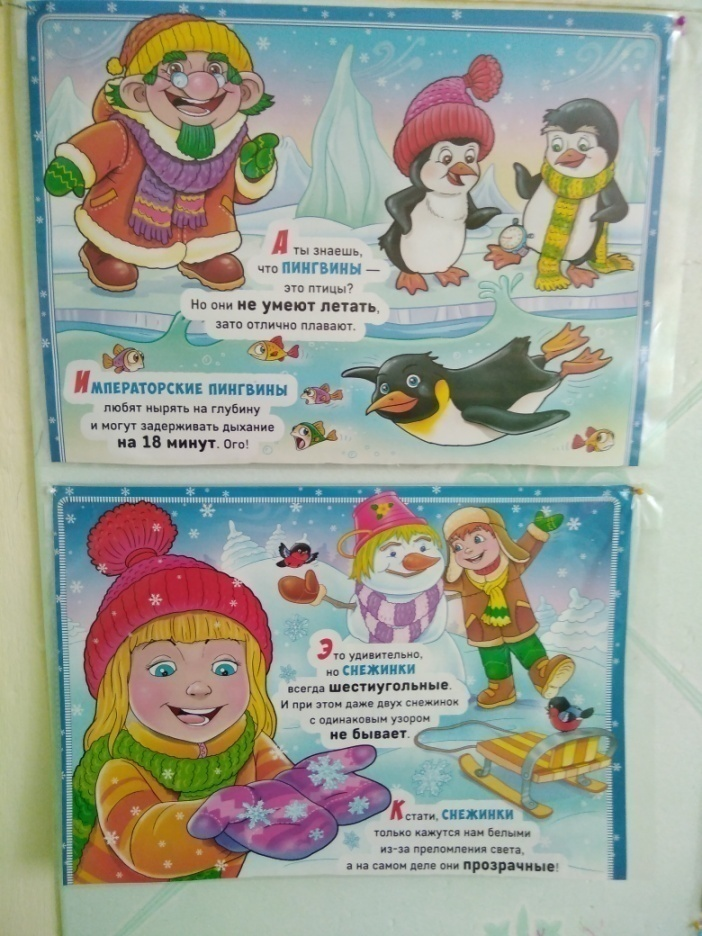 А ты знаешь,
что ПИНГВИНЫ —
это птицы?
Но они не умеют летать,
зато отлично плавают.
ИМПЕРАТОРСКИЕ ПИНГВИНЫ
любят нырять на глубину
и могут задерживать дыхание
на 18 минут. Ого!
Это удивительно,
но СНЕЖИНКИ
всегда шестиугольные.
И при этом даже двух снежинок
с одинаковым узором
не бывает.
Кстати, СНЕЖИНКИ
только кажутся нам белыми
из-за преломления света,
а на самом деле они прозрачные!